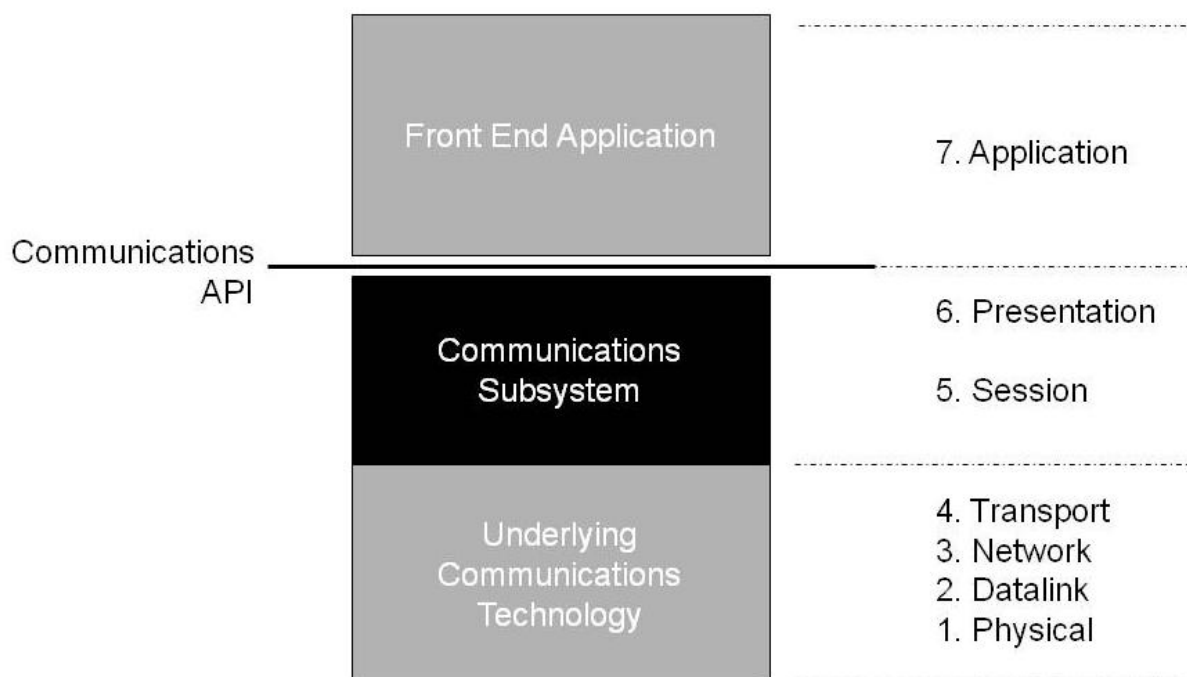 Front End Application
7. Application
Communications
API
Communications
Subsystem
6. Presentation
5. Session
Underlying
Communications
Technology
4. Transport
3. Network
2. Datalink
1. Physical